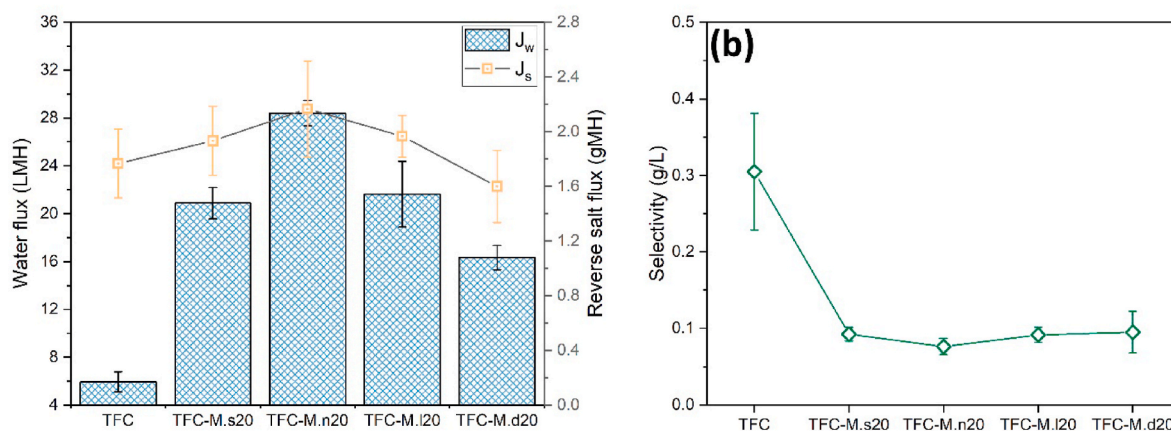 Water flux (LMH)
36
32
28
24
20
16
12
8
4
J_w
J_s
2.8
2.4
2.0
1.6
1.2
0.8
0.4
0.0
Reverse salt flux (gMH)
TFC TFC-M.s20 TFC-M.n20 TFC-M.l20 TFC-M.d20
(b)
Selectivity (g/L)
0.5
0.4
0.3
0.2
0.1
0.0
TFC TFC-M.s20 TFC-M.n20 TFC-M.l20 TFC-M.d20